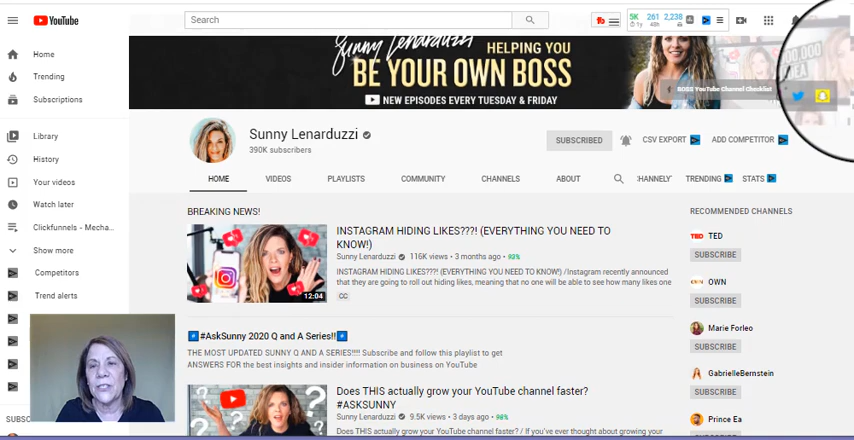 YouTube
Search
5K 261 2,238
1y
Home
Trending
Subscriptions
Library
History
Your videos
Watch later
Clickfunnels - Mecha...
Show more
Competitors
Trend alerts
Sunny Lenarduzzi
HELPING YOU
BE YOUR OWN BOSS
NEW EPISODES EVERY TUESDAY & FRIDAY
BOSS YouTube Channel Checklist
Sunny Lenarduzzi
390K subscribers
SUBSCRIBED
CSV EXPORT
ADD COMPETITOR
HOME VIDEOS PLAYLISTS COMMUNITY CHANNELS ABOUT
TRENDING STATS
BREAKING NEWS!
12:04
INSTAGRAM HIDING LIKES???! (EVERYTHING YOU NEED TO
KNOW!)
Sunny Lenarduzzi 116K views • 3 months ago • 93%
INSTAGRAM HIDING LIKES???! (EVERYTHING YOU NEED TO KNOW!) /Instagram recently announced
that they are going to roll out hiding likes, meaning that no one will be able to see how many likes one
CC
#AskSunny 2020 Q and A Series!!
THE MOST UPDATED SUNNY Q AND A SERIES!!!! Subscribe and follow this playlist to get
ANSWERS FOR the best insights and insider information on business on YouTube
Does THIS actually grow your YouTube channel faster?
#ASKSUNNY
Sunny Lenarduzzi 9.5K views • 3 days ago • 98%
Does THIS actually grow your YouTube channel faster? / If you've ever thought about growing
RECOMMENDED CHANNELS
TED
SUBSCRIBE
OWN
SUBSCRIBE
Marie Forleo
SUBSCRIBE
GabrielleBernstein
SUBSCRIBE
Prince Ea
SUBSCRIBE